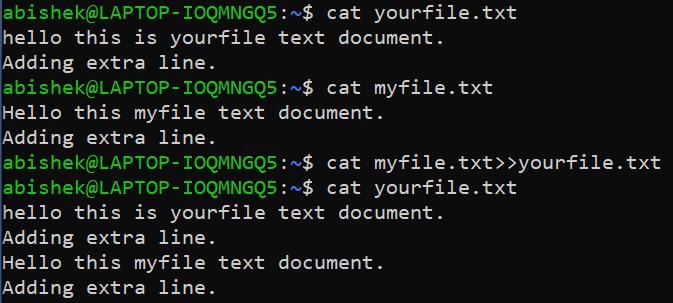 abishek@LAPTOP-IOQMNGQ5:~$ cat yourfile.txt
hello this is yourfile text document.
Adding extra line.
abishek@LAPTOP-IOQMNGQ5:~$ cat myfile.txt
Hello this myfile text document.
Adding extra line.
abishek@LAPTOP-IOQMNGQ5:~$ cat myfile.txt>>yourfile.txt
abishek@LAPTOP-IOQMNGQ5:~$ cat yourfile.txt
hello this is yourfile text document.
Adding extra line.
Hello this myfile text document.
Adding extra line.